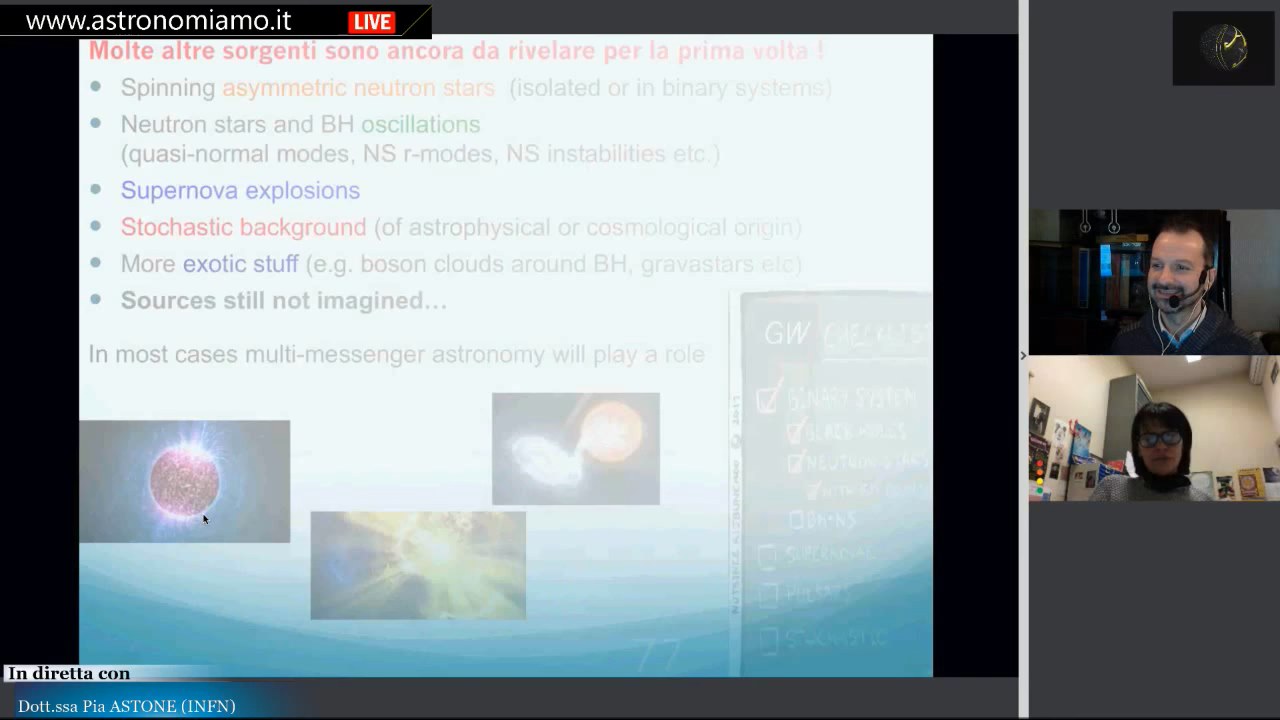 www.astronomiamo.it LIVE
Molte altre sorgenti sono ancora da rivelare per la prima volta !
• Spinning asymmetric neutron stars (isolated or in binary systems)
• Neutron stars and BH oscillations
(quasi-normal modes, NS r-modes, NS instabilities etc.)
• Supernova explosions
• Stochastic background (of astrophysical or cosmological origin)
• More exotic stuff (e.g. boson clouds around BH, gravastars etc)
• Sources still not imagined...
In most cases multi-messenger astronomy will play a role
GW CHECKLIST
BINARY SYSTEM
BLACK HOLES
NEUTRON STARS
BH-NS
SUPERNOVAE
PULSARS
STOCHASTIC
77
In diretta con
Dott.ssa Pia ASTONE (INFN)